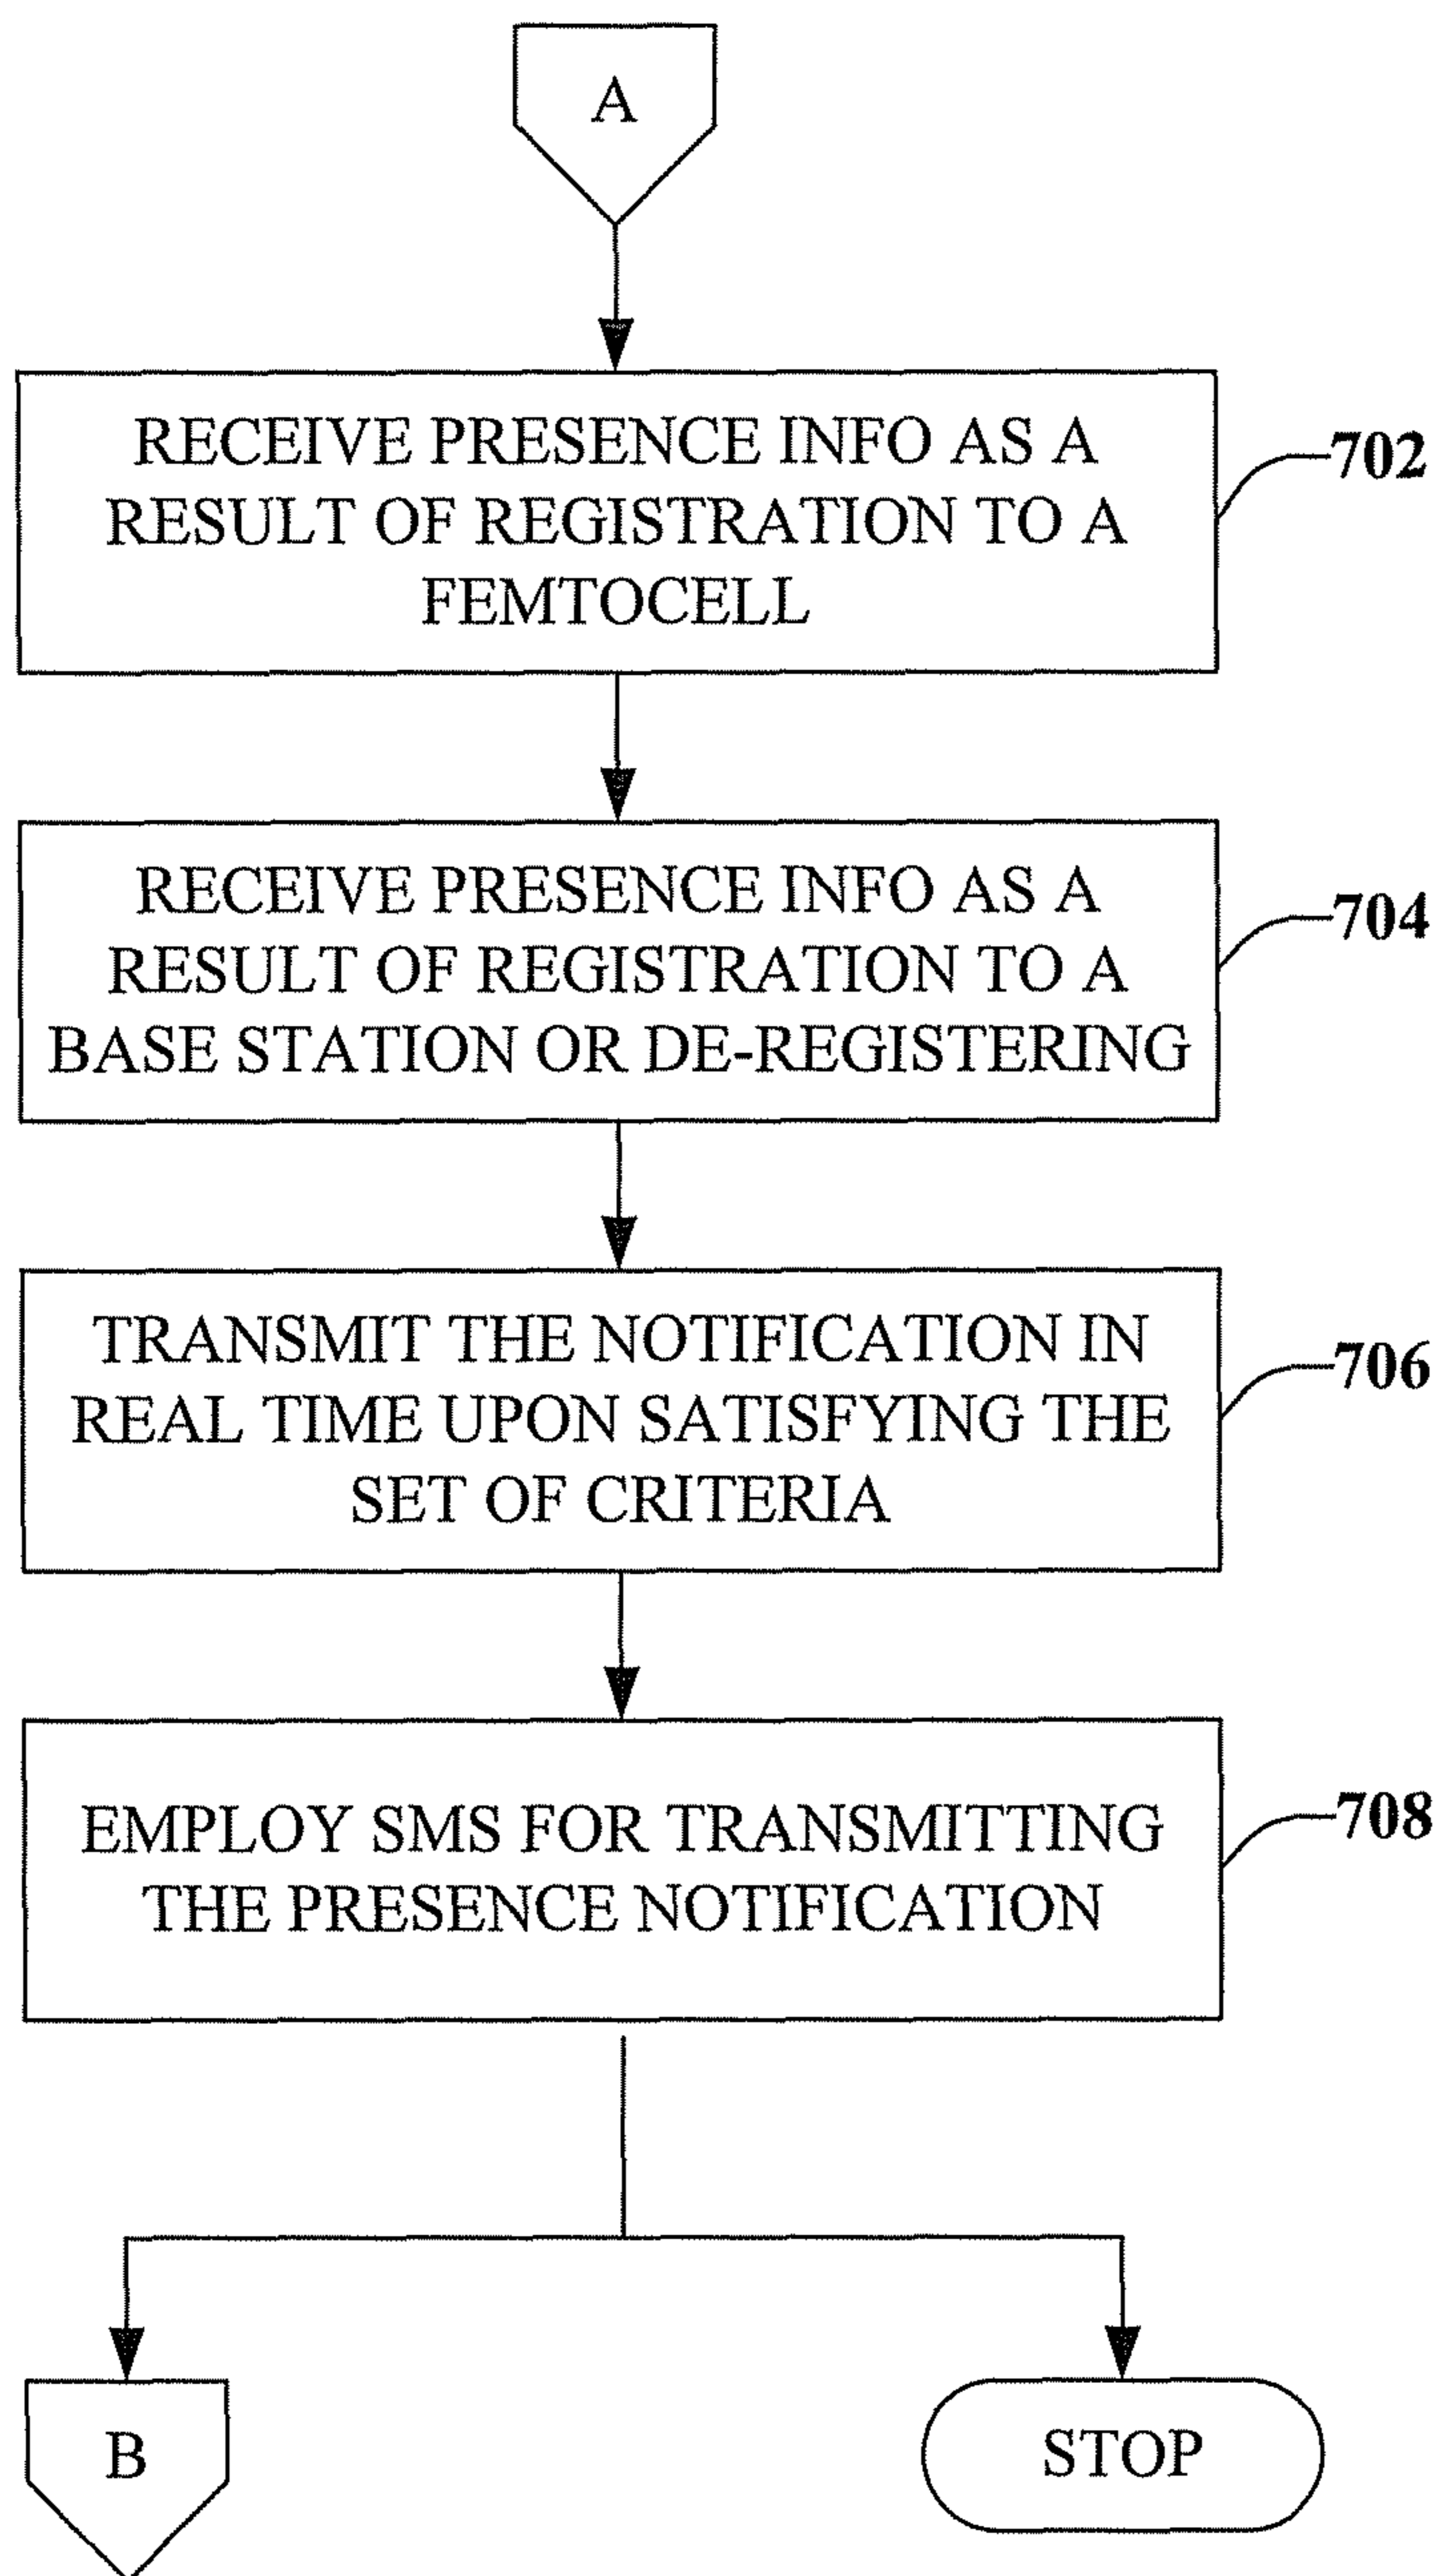 A
RECEIVE PRESENCE INFO AS A
RESULT OF REGISTRATION TO A
FEMTOCELL
702
RECEIVE PRESENCE INFO AS A
RESULT OF REGISTRATION TO A
BASE STATION OR DE-REGISTERING
704
TRANSMIT THE NOTIFICATION IN
REAL TIME UPON SATISFYING THE
SET OF CRITERIA
706
EMPLOY SMS FOR TRANSMITTING
THE PRESENCE NOTIFICATION
708
B
STOP